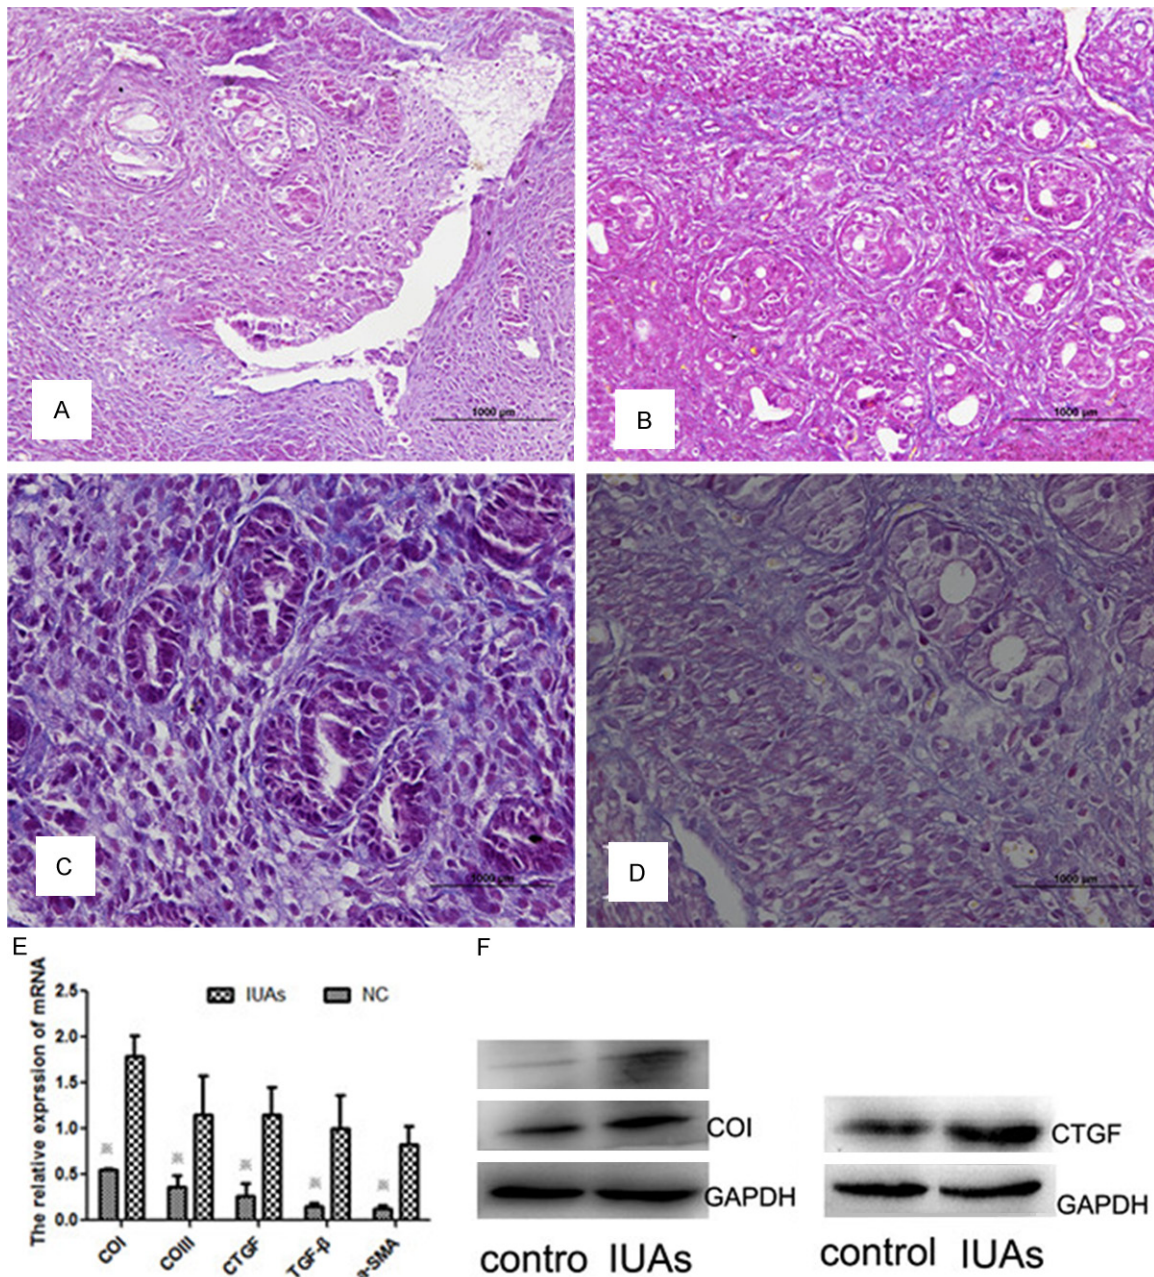 A
1000 µm
B
1000 µm
C
1000 µm
D
1000 µm
E
The relative exprssion of mRNA
2.5
2.0
1.5
1.0
0.5
0.0
IUAs
NC
※
※
※
※
※
COI
COIII
CTGF
TGF-β
a-SMA
F
COI
GAPDH
contro IUAs
CTGF
GAPDH
control IUAs